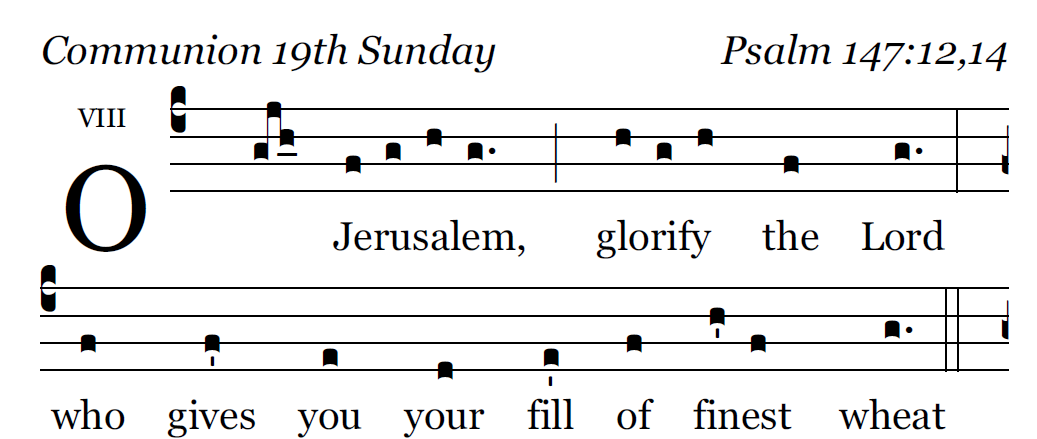 Communion 19th Sunday Psalm 147:12,14
VIII
O Jerusalem, glorify the Lord
who gives you your fill of finest wheat